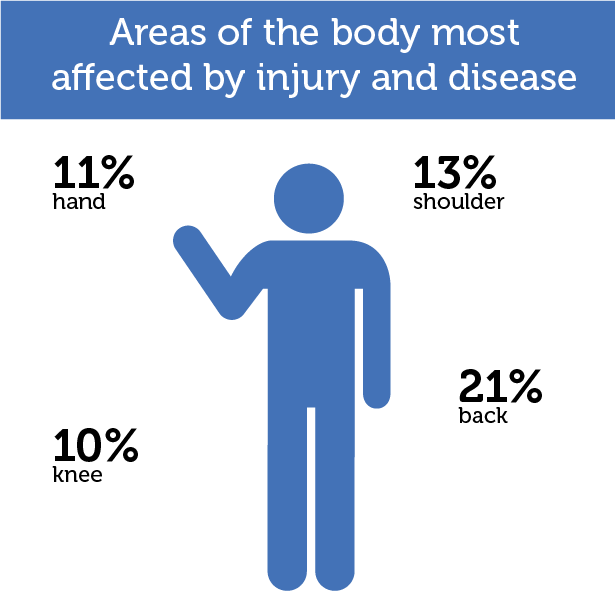 Areas of the body most
affected by injury and disease
11%
hand
13%
shoulder
21%
back
10%
knee